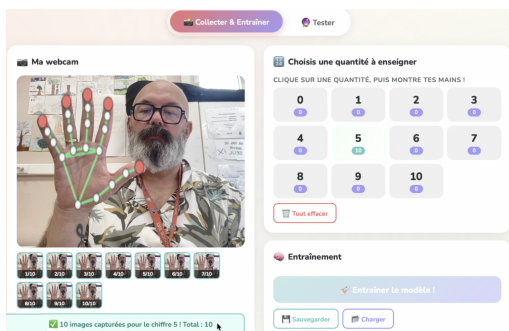 Collecter & Entraîner
Tester
Ma webcam
1/10
2/10
3/10
4/10
5/10
6/10
7/10
8/10
9/10
10/10
10 images capturées pour le chiffre 5 ! Total : 10
Choisis une quantité à enseigner
CLIQUE SUR UNE QUANTITÉ, PUIS MONTRE TES MAINS !
0
0
1
0
2
0
3
0
4
0
5
10
6
0
7
0
8
0
9
0
10
0
Tout effacer
Entraînement
Entraîner le modèle !
Sauvegarder
Charger